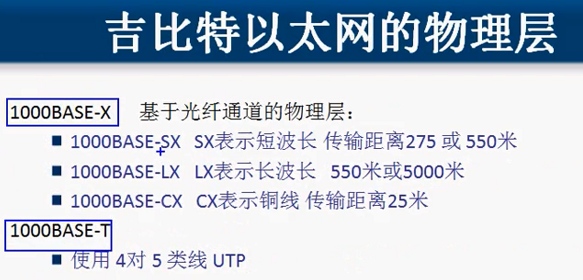 吉比特以太网的物理层
1000BASE-X 基于光纤通道的物理层：
■ 1000BASE-SX SX表示短波长 传输距离275 或 550米
■ 1000BASE-LX LX表示长波长 550米或5000米
■ 1000BASE-CX CX表示铜线 传输距离25米
1000BASE-T
■ 使用 4对 5 类线 UTP